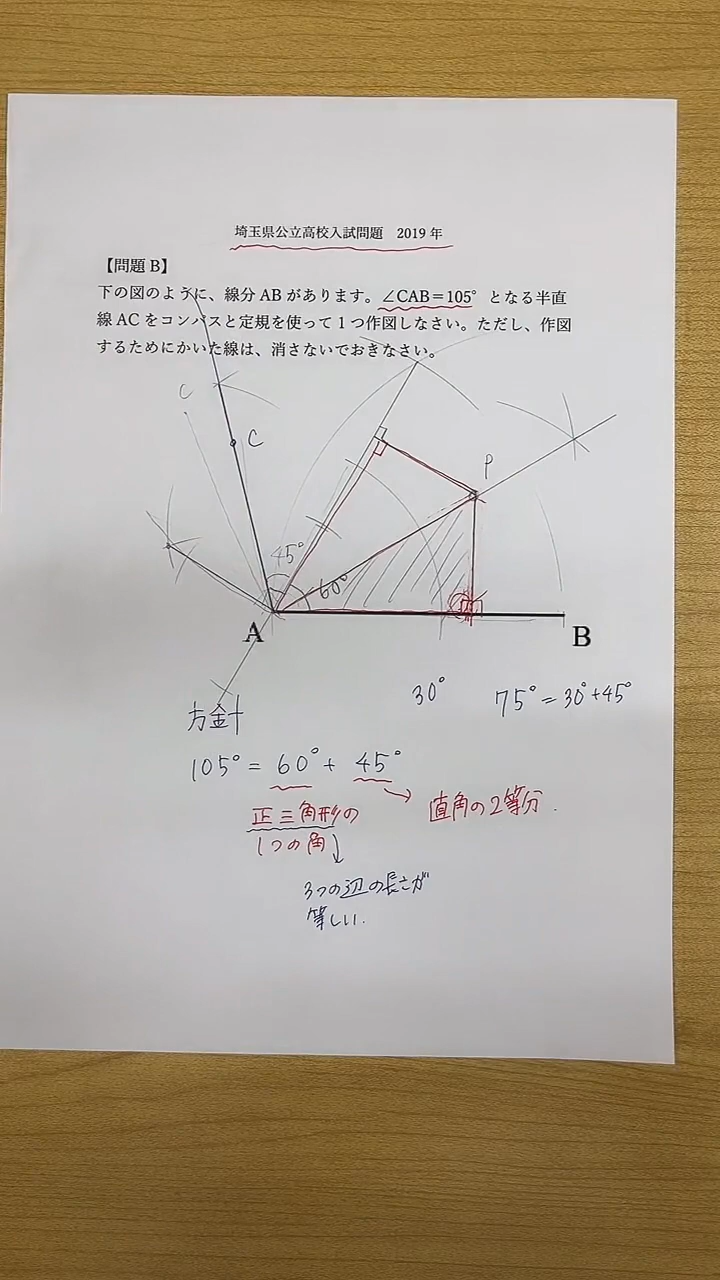 埼玉県公立高校入試問題　2019 年
【問題 B】
下の図のように、線分 AB があります。∠CAB＝105° となる半直
線 AC をコンパスと定規を使って 1 つ作図しなさい。ただし、作図
するためにかいた線は、消さないでおきなさい。
C
C
P
45°
60°
A
B
30°
75°＝30°+45°
方針
105°＝60°+ 45°
正三角形の
1つの角
直角の2等分.
3つの辺の長さが
等しい.